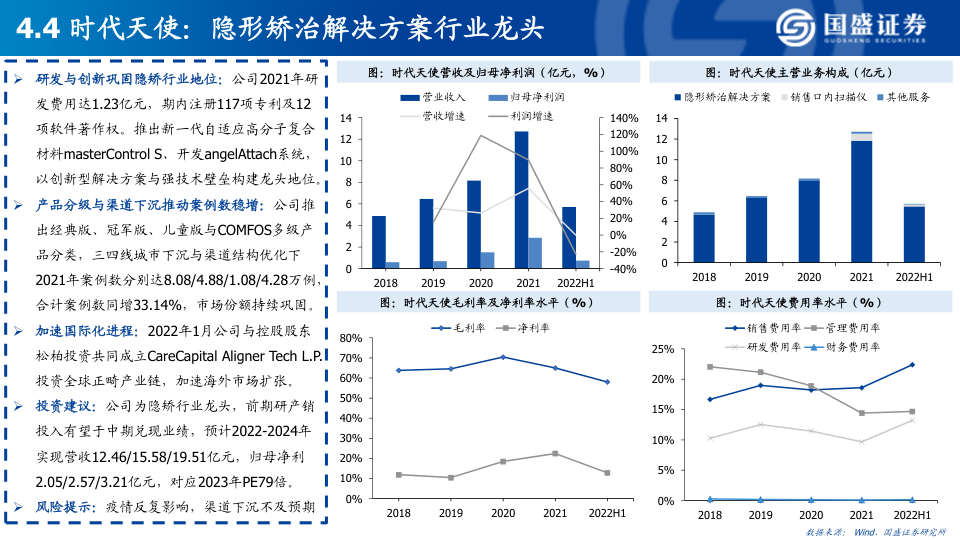 4.4 时代天使：隐形矫治解决方案行业龙头
国盛证券
GUOSHENG SECURITIES
➢ 研发与创新巩固隐矫行业地位：公司2021年研
发费用达1.23亿元，期内注册117项专利及12
项软件著作权。推出新一代自适应高分子复合
材料masterControl S、开发angelAttach系统，
以创新型解决方案与强技术壁垒构建龙头地位。
➢ 产品分级与渠道下沉推动案例数稳增：公司推
出经典版、冠军版、儿童版与COMFOS多级产
品分类，三四线城市下沉与渠道结构优化下
2021年案例数分别达8.08/4.88/1.08/4.28万例，
合计案例数同增33.14%，市场份额持续巩固。
➢ 加速国际化进程：2022年1月公司与控股股东
松柏投资共同成立CareCapital Aligner Tech L.P.
投资全球正畸产业链，加速海外市场扩张。
➢ 投资建议：公司为隐矫行业龙头，前期研产销
投入有望于中期兑现业绩，预计2022-2024年
实现营收12.46/15.58/19.51亿元，归母净利
2.05/2.57/3.21亿元，对应2023年PE79倍。
➢ 风险提示：疫情反复影响，渠道下沉不及预期
图：时代天使营收及归母净利润（亿元，%）
营业收入 归母净利润
营收增速 利润增速
14
12
10
8
6
4
2
0
140%
120%
100%
80%
60%
40%
20%
0%
-20%
-40%
2018 2019 2020 2021 2022H1
图：时代天使主营业务构成（亿元）
隐形矫治解决方案 销售口内扫描仪 其他服务
14
12
10
8
6
4
2
0
2018 2019 2020 2021 2022H1
图：时代天使毛利率及净利率水平（%）
毛利率 净利率
80%
70%
60%
50%
40%
30%
20%
10%
0%
2018 2019 2020 2021 2022H1
图：时代天使费用率水平（%）
销售费用率 管理费用率
研发费用率 财务费用率
25%
20%
15%
10%
5%
0%
2018 2019 2020 2021 2022H1
数据来源：Wind、国盛证券研究所